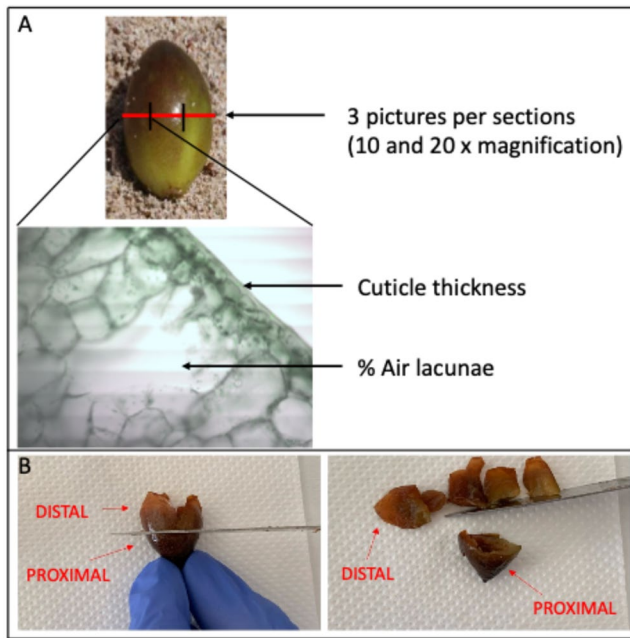 A
3 pictures per sections
(10 and 20 x magnification)
Cuticle thickness
% Air lacunae
B
DISTAL
PROXIMAL
DISTAL
PROXIMAL